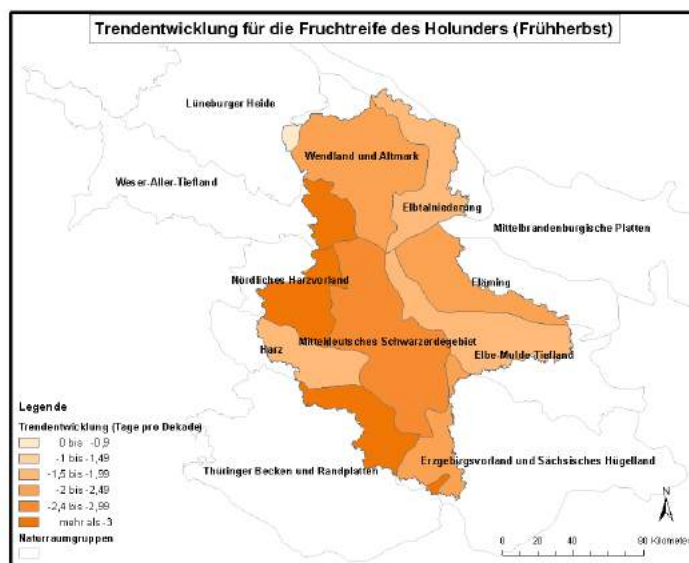 Trendentwicklung für die Fruchtreife des Holunders (Frühherbst)
Lüneburger Heide
Wendland und Altmark
Weser-Aller-Tiefland
Elbtalniederung
Mittelbrandenburgische Platten
Nördliches Harzvorland
Fläming
Mitteldeutsches Schwarzerdegebiet
Harz
Elbe-Mulde-Tiefland
Legende
Trendentwicklung (Tage pro Dekade)
0 bis -0,9
-1 bis -1,49
-1,5 bis -1,99
-2 bis -2,49
-2,4 bis -2,99
mehr als -3
Naturraumgruppen
Thüringer Becken und Randplatten
Erzgebirgsvorland und Sächsisches Hügelland
N
0 20 40 80 Kilometer